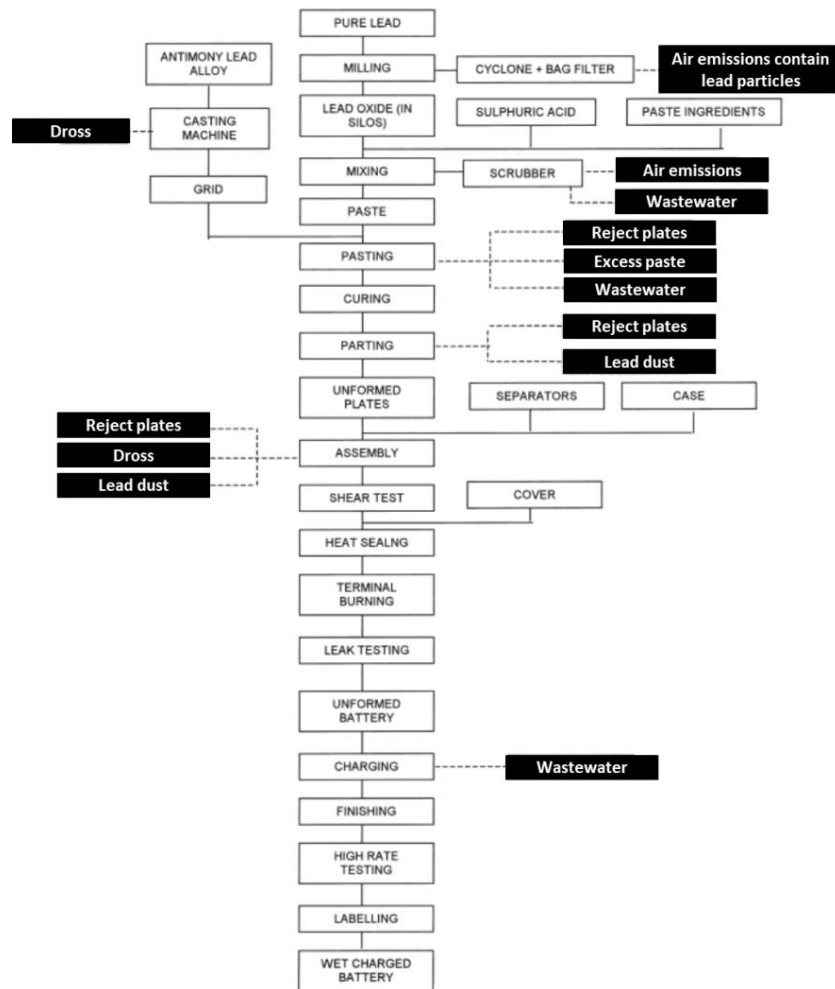 PURE LEAD
ANTIMONY LEAD
ALLOY
MILLING
CYCLONE + BAG FILTER
Air emissions contain
lead particles
Dross
CASTING
MACHINE
LEAD OXIDE (IN
SILOS)
SULPHURIC ACID
PASTE INGREDIENTS
MIXING
SCRUBBER
Air emissions
GRID
Wastewater
PASTE
Reject plates
PASTING
Excess paste
Wastewater
CURING
Reject plates
PARTING
Lead dust
UNFORMED
PLATES
SEPARATORS
CASE
Reject plates
Dross
ASSEMBLY
Lead dust
SHEAR TEST
COVER
HEAT SEALNG
TERMINAL
BURNING
LEAK TESTING
UNFORMED
BATTERY
CHARGING
Wastewater
FINISHING
HIGH RATE
TESTING
LABELLING
WET CHARGED
BATTERY